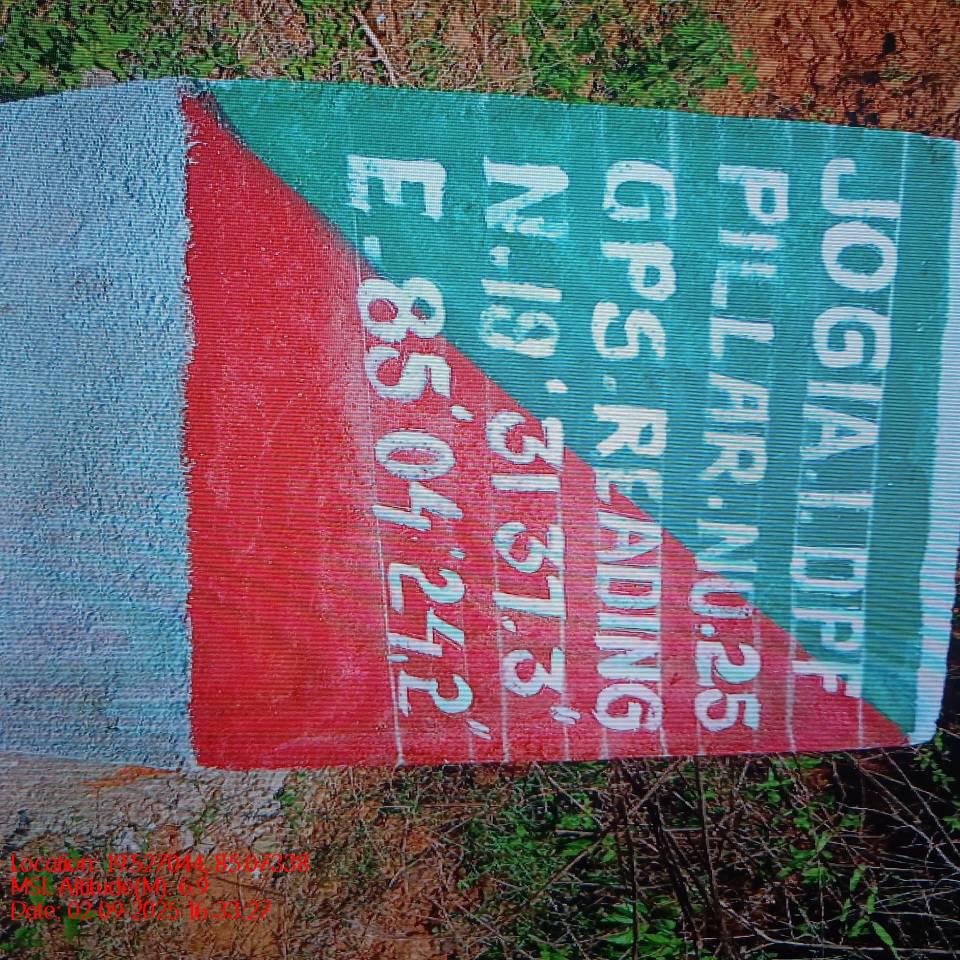 JOGIA.I.DPF
PILLAR.NO.25
GPS.READING
N.19.'31'37.3"
E.85'04'24.2"
Location: 19.527044, 85.07338
MSL Altitude(M): 6.9
Date: 02-09-2025 16:33:27